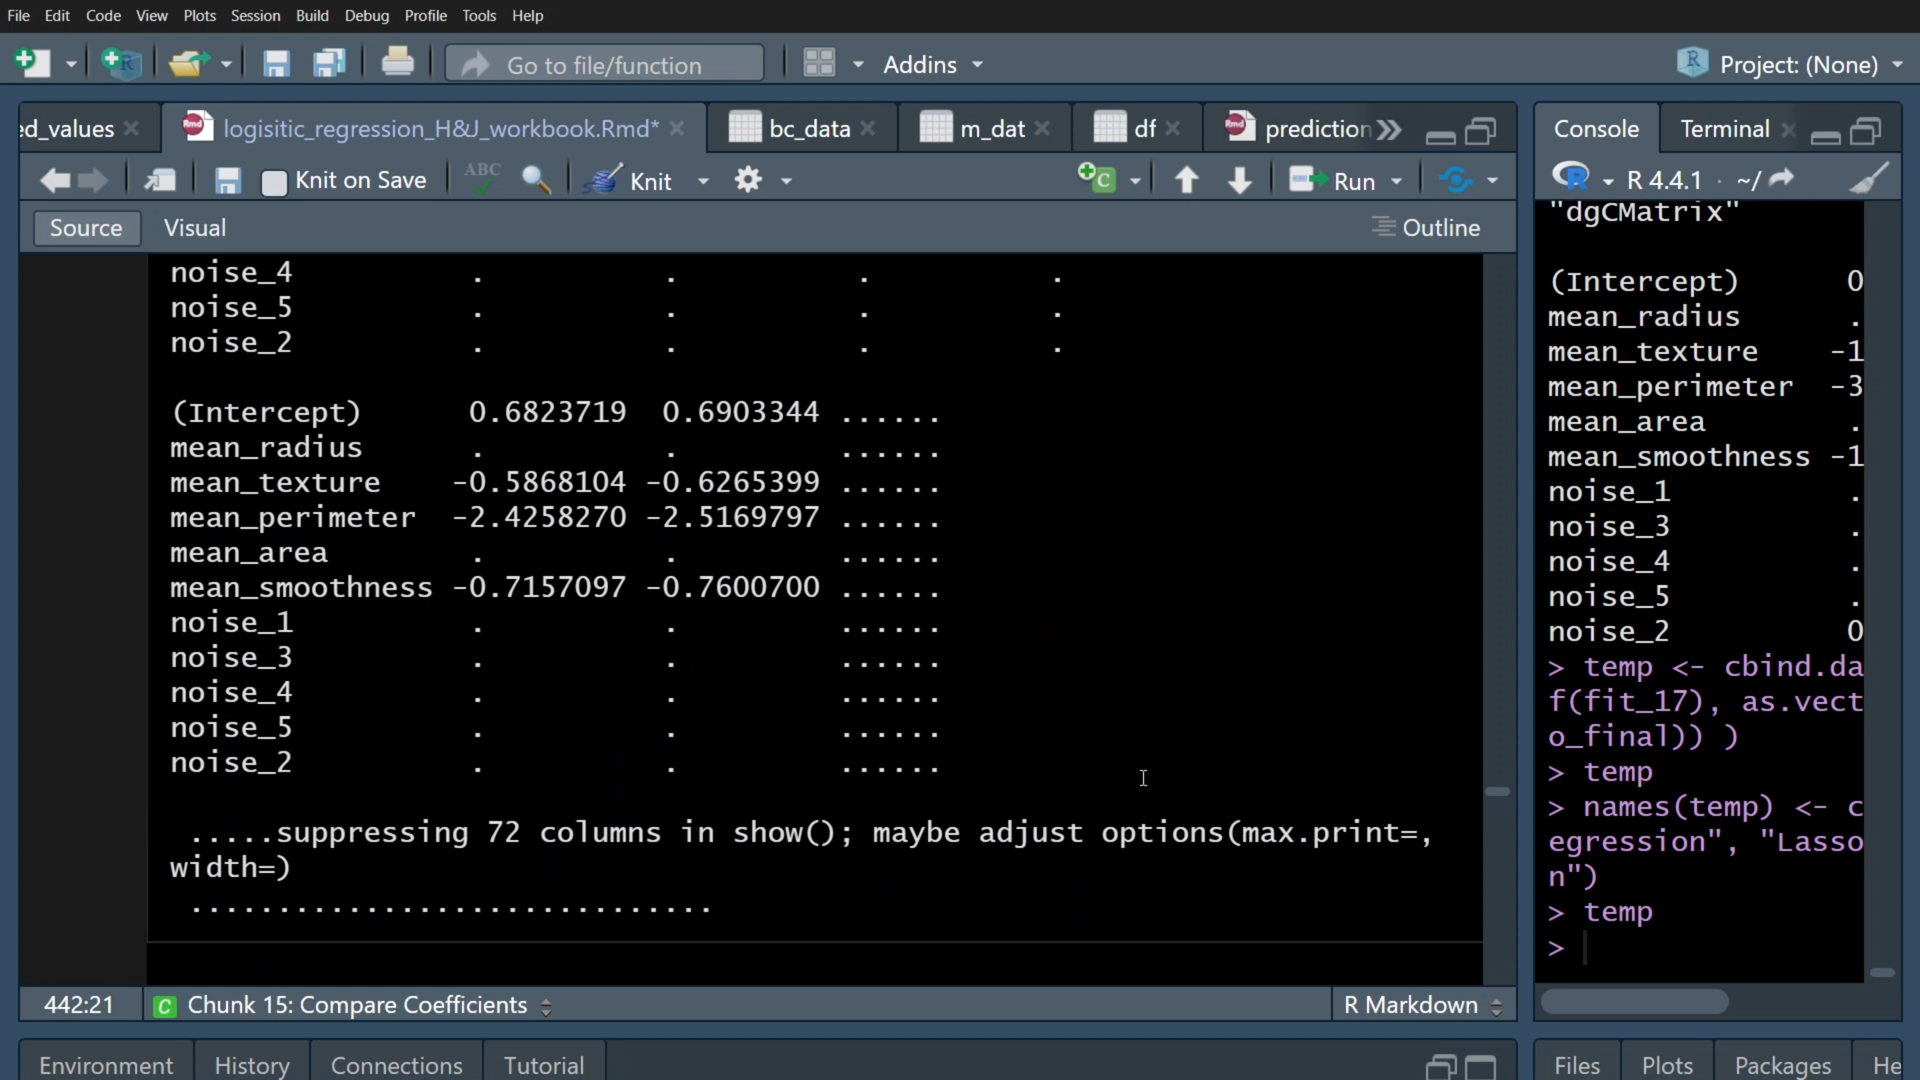 File Edit Code View Plots Session Build Debug Profile Tools Help
Go to file/function Addins Project: (None)
ed_values logisitic_regression_H&J_workbook.Rmd* bc_data m_dat df prediction
Knit on Save ABC Knit C Run
Source Visual Outline
noise_4 . . . .
noise_5 . . . .
noise_2 . . . .
(Intercept) 0.6823719 0.6903344 ......
mean_radius . . ......
mean_texture -0.5868104 -0.6265399 ......
mean_perimeter -2.4258270 -2.5169797 ......
mean_area . . ......
mean_smoothness -0.7157097 -0.7600700 ......
noise_1 . . ......
noise_3 . . ......
noise_4 . . ......
noise_5 . . ......
noise_2 . . ......
.....suppressing 72 columns in show(); maybe adjust options(max.print=,
width=)
..............................
442:21 C Chunk 15: Compare Coefficients R Markdown
Environment History Connections Tutorial
Console Terminal
R R 4.4.1 · ~/
"dgCMatrix"
(Intercept) 0
mean_radius .
mean_texture -1
mean_perimeter -3
mean_area .
mean_smoothness -1
noise_1 .
noise_3 .
noise_4 .
noise_5 .
noise_2 0
> temp <- cbind.da
f(fit_17), as.vect
o_final)) )
> temp
> names(temp) <- c
egression", "Lasso
n")
> temp
>
Files Plots Packages He